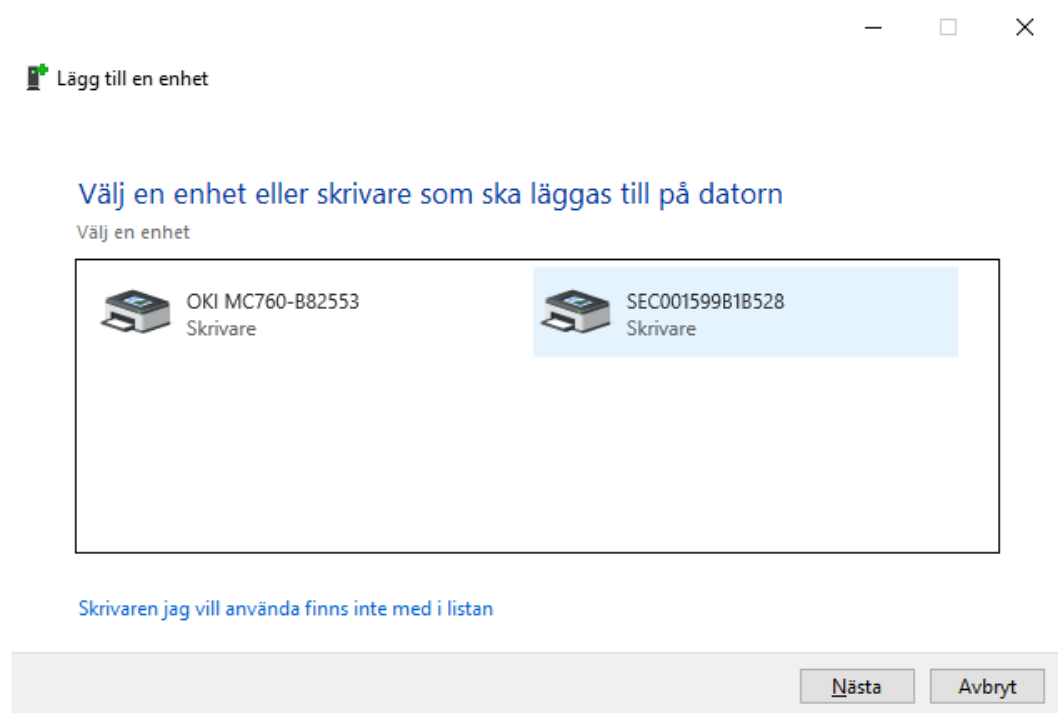 Lägg till en enhet
Välj en enhet eller skrivare som ska läggas till på datorn
Välj en enhet
OKI MC760-B82553
Skrivare
SEC001599B1B528
Skrivare
Skrivaren jag vill använda finns inte med i listan
Nästa
Avbryt